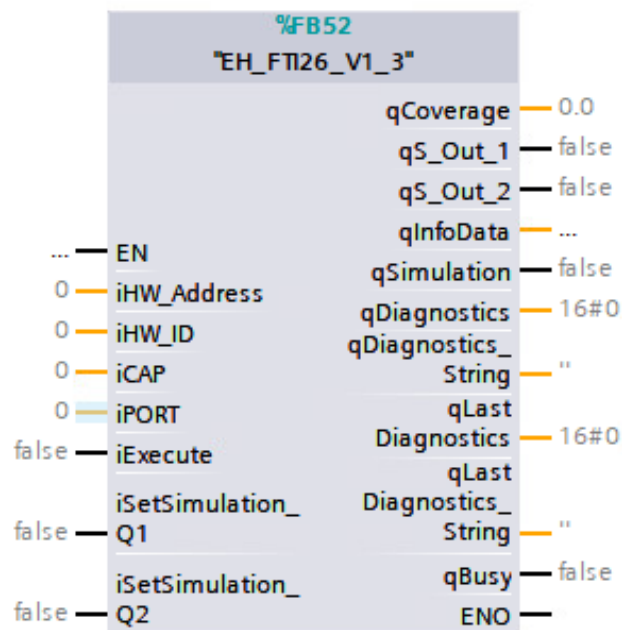 %FB52
"EH_FTI26_V1_3"
qCoverage 0.0
qS_Out_1 false
qS_Out_2 false
qInfoData ...
... EN
qSimulation false
0 iHW_Address
qDiagnostics 16#0
0 iHW_ID
qDiagnostics_
String ''
0 iCAP
0 iPORT
qLast
Diagnostics 16#0
false iExecute
qLast
Diagnostics_
String ''
iSetSimulation_
false Q1
qBusy false
iSetSimulation_
false Q2
ENO